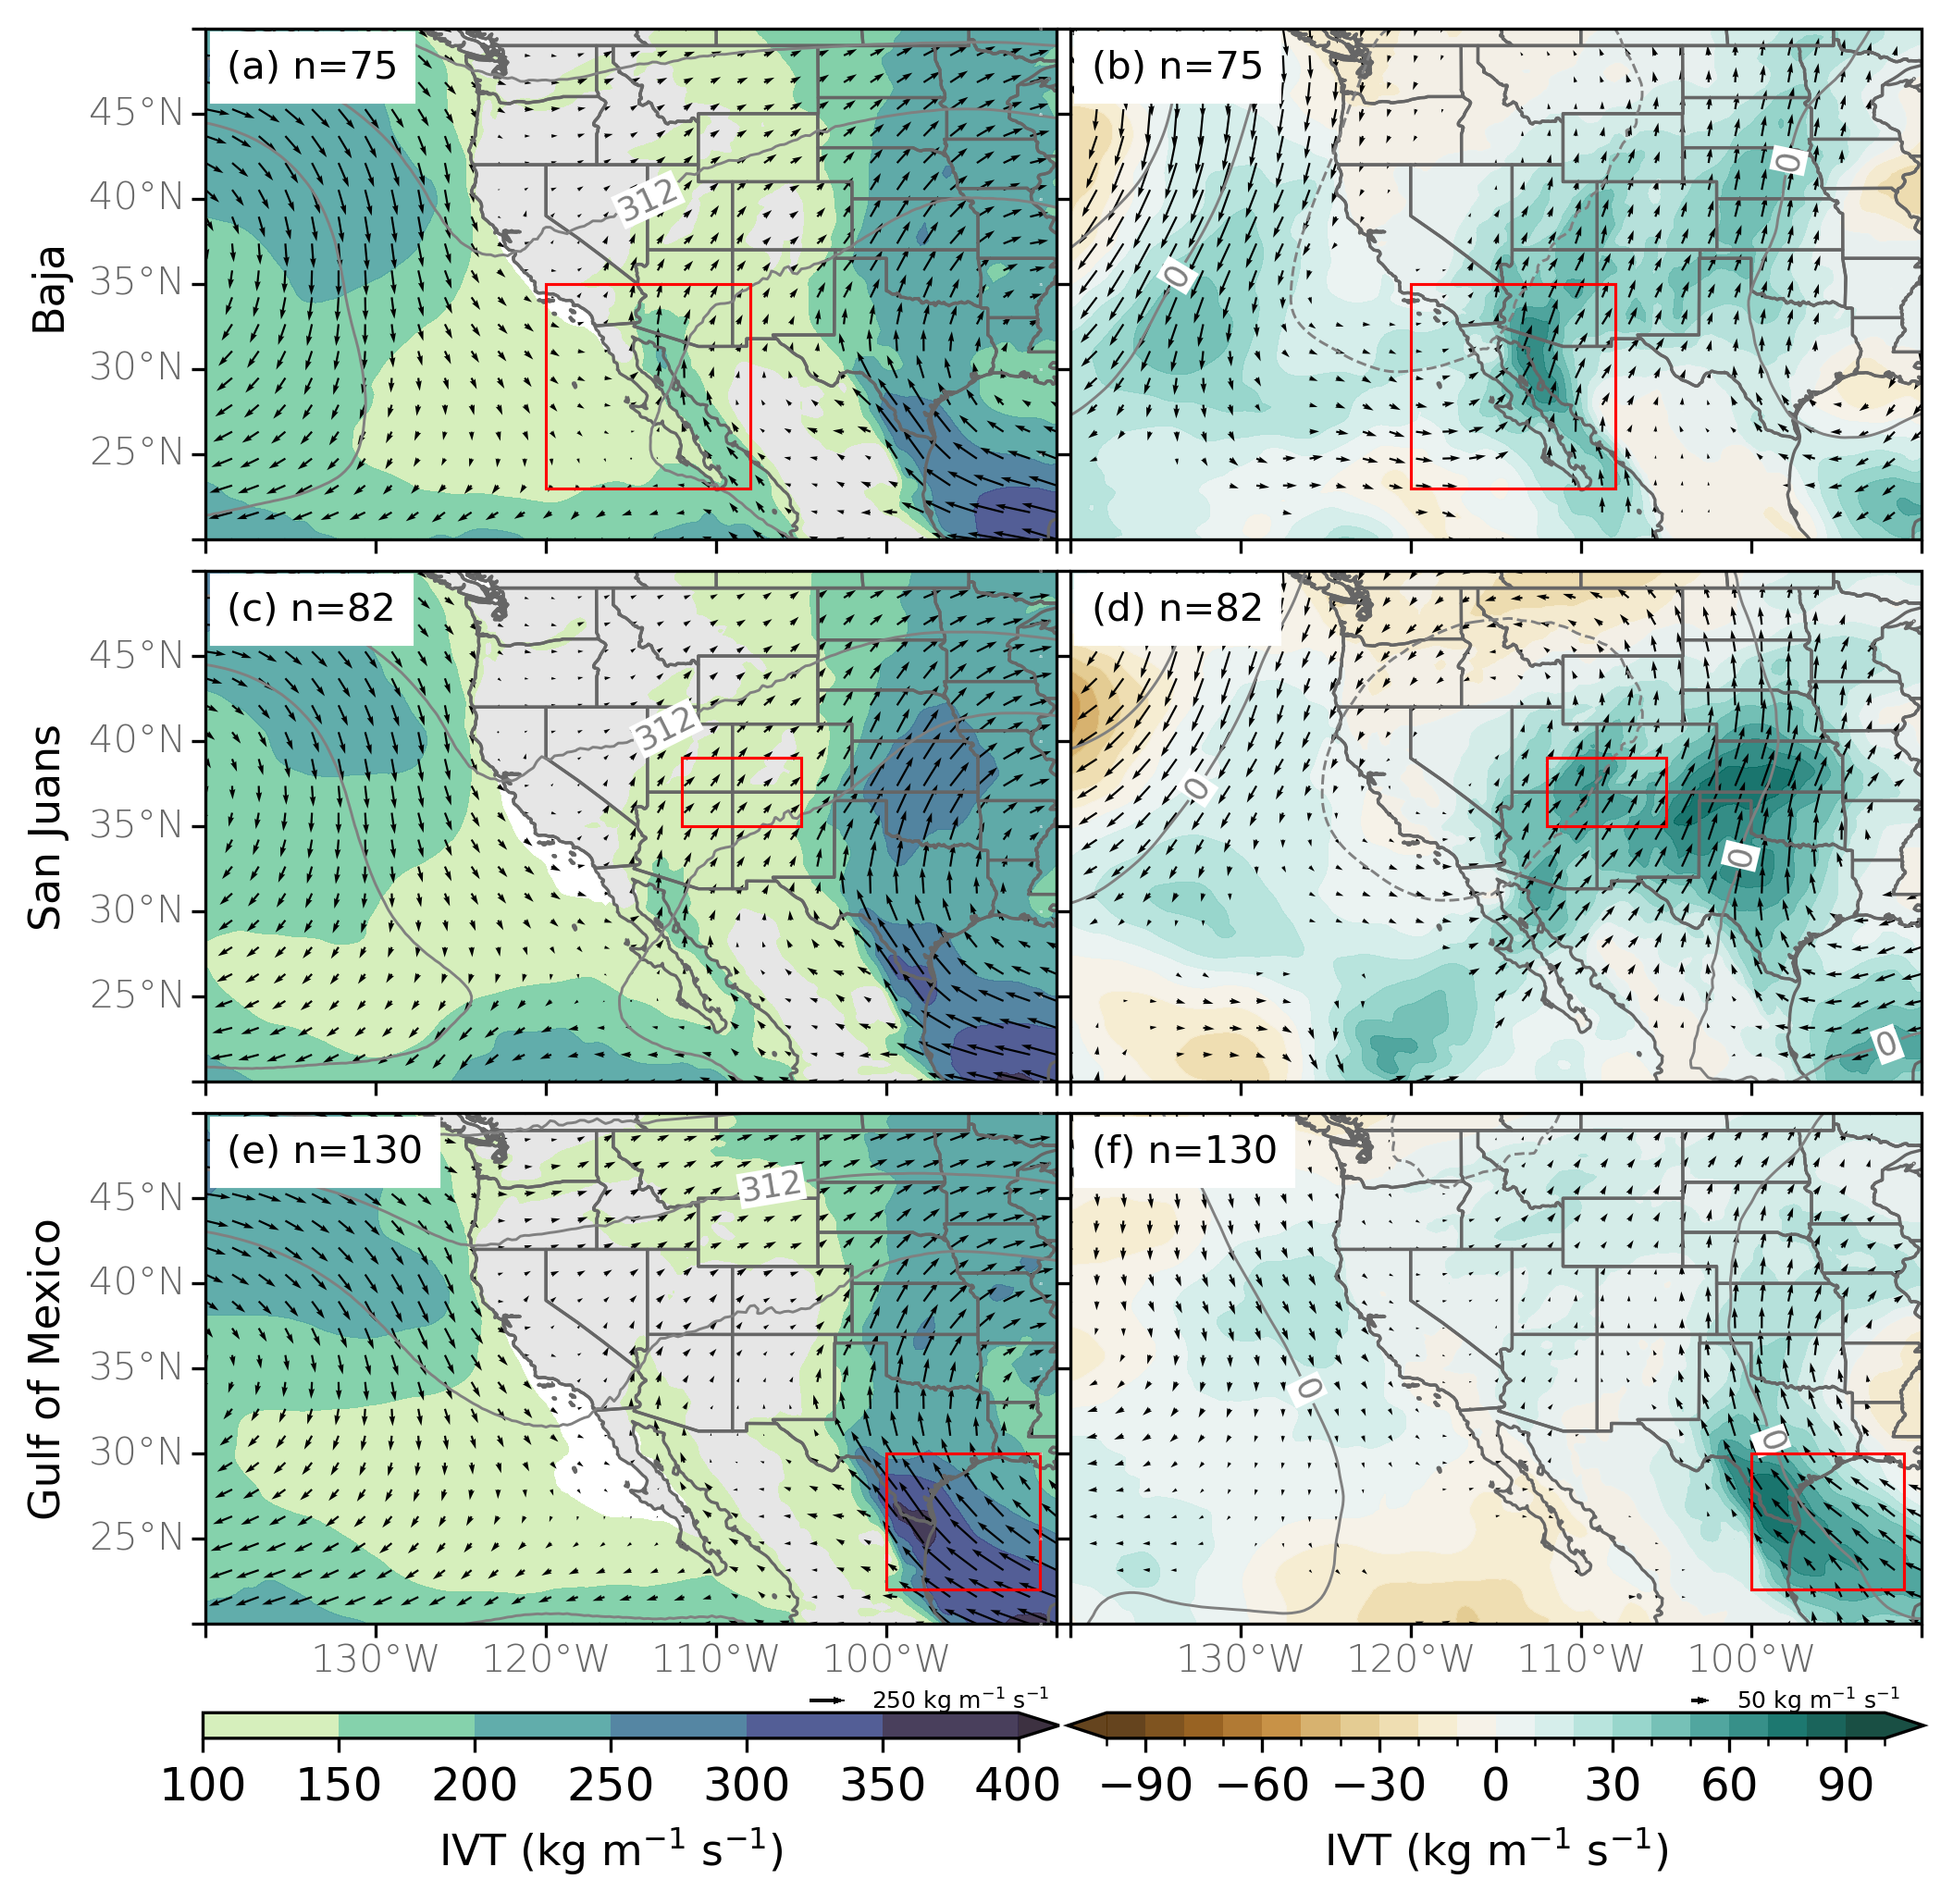 (a) n=75
(b) n=75
45°N
40°N
35°N
30°N
25°N
Baja
312
0
0
(c) n=82
(d) n=82
45°N
40°N
35°N
30°N
25°N
San Juans
312
0
0
0
(e) n=130
(f) n=130
45°N
40°N
35°N
30°N
25°N
Gulf of Mexico
312
0
0
130°W 120°W 110°W 100°W
130°W 120°W 110°W 100°W
250 kg m⁻¹ s⁻¹
50 kg m⁻¹ s⁻¹
100 150 200 250 300 350 400
−90 −60 −30 0 30 60 90
IVT (kg m⁻¹ s⁻¹)
IVT (kg m⁻¹ s⁻¹)